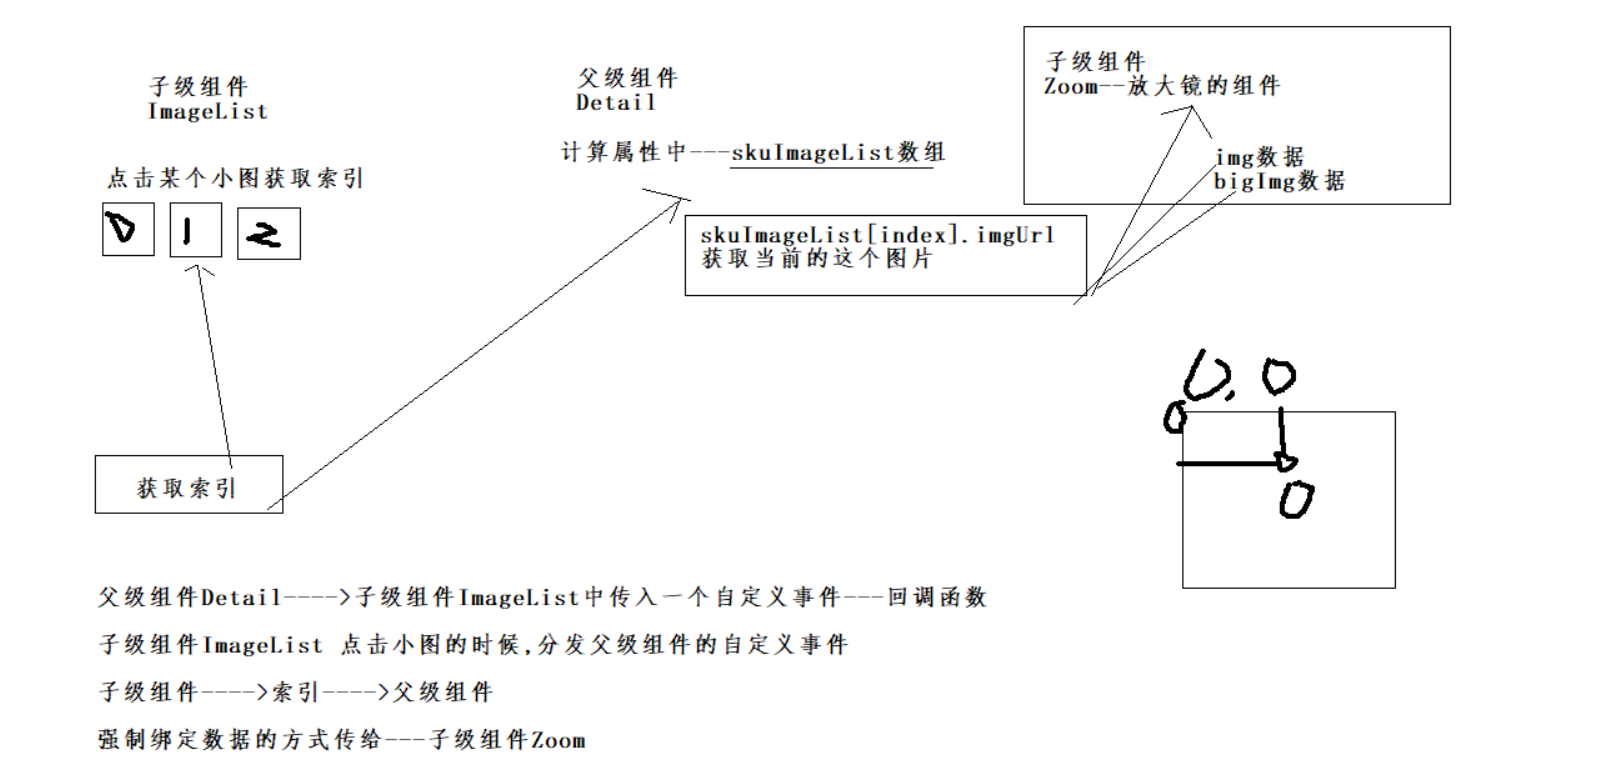 子级组件
ImageList
点击某个小图获取索引
0 1 2
获取索引
父级组件
Detail
计算属性中---skuImageList数组
skuImageList[index].imgUrl
获取当前的这个图片
子级组件
Zoom--放大镜的组件
img数据
bigImg数据
0,0
0
0
父级组件Detail---->子级组件ImageList中传入一个自定义事件---回调函数
子级组件ImageList 点击小图的时候,分发父级组件的自定义事件
子级组件---->索引---->父级组件
强制绑定数据的方式传给---子级组件Zoom